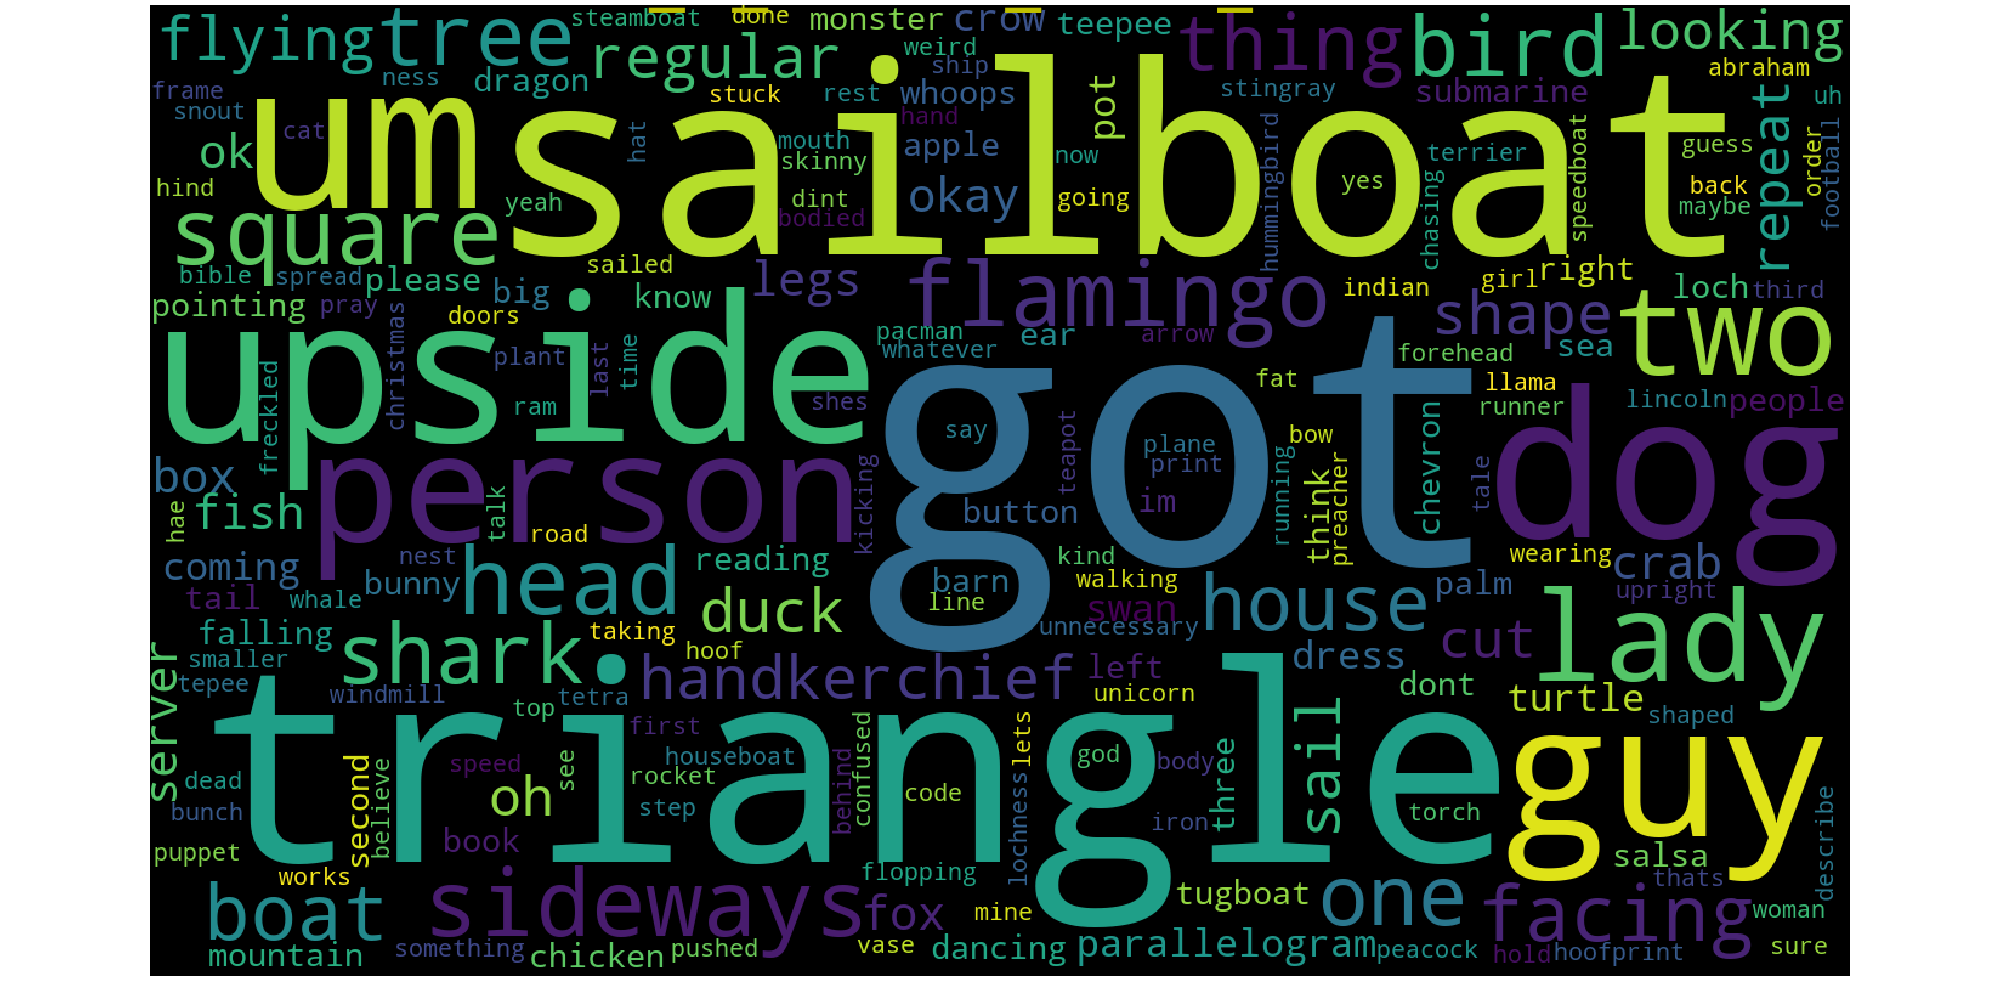 steamboat done monster crow teepee thing bird looking
flying tree regular weird
ness dragon ship abraham
frame stuck rest whoops stingray submarine uh
snout um sailboat pot repeat
cat hat hand
ok mouth apple now hummingbird terrier guess football order
skinny speedboat
hind yeah dint okay going yes chasing back
square bodied maybe
bible spread please sailed legs flamingo girl right
pointing pray big know indian shape loch third
doors two
upside christmas plant last time pacman ear arrow sea
whatever forehead
freckled ram shes got fat llama
runner lincoln people
say teapot plane bow chevron dog
box person print tale
fish talk kicking button im running think preacher
hae road
coming nest reading kind wearing crab
bunny head barn walking house palm
tail whale duck line swan upright lady
falling shark taking unnecessary cut
server smaller hoof handkerchief left dress
tepee windmill tetra unicorn dont turtle
triangle top first sail guy shaped
houseboat confused lets god body three
dead second believe speed see rocket behind
bunch oh step code lochness torch describe
puppet book iron salsa
works flopping thats
boat sideways fox mine tugboat one facing woman
mountain something chicken pushed vase dancing parallelogram peacock hold hoofprint sure